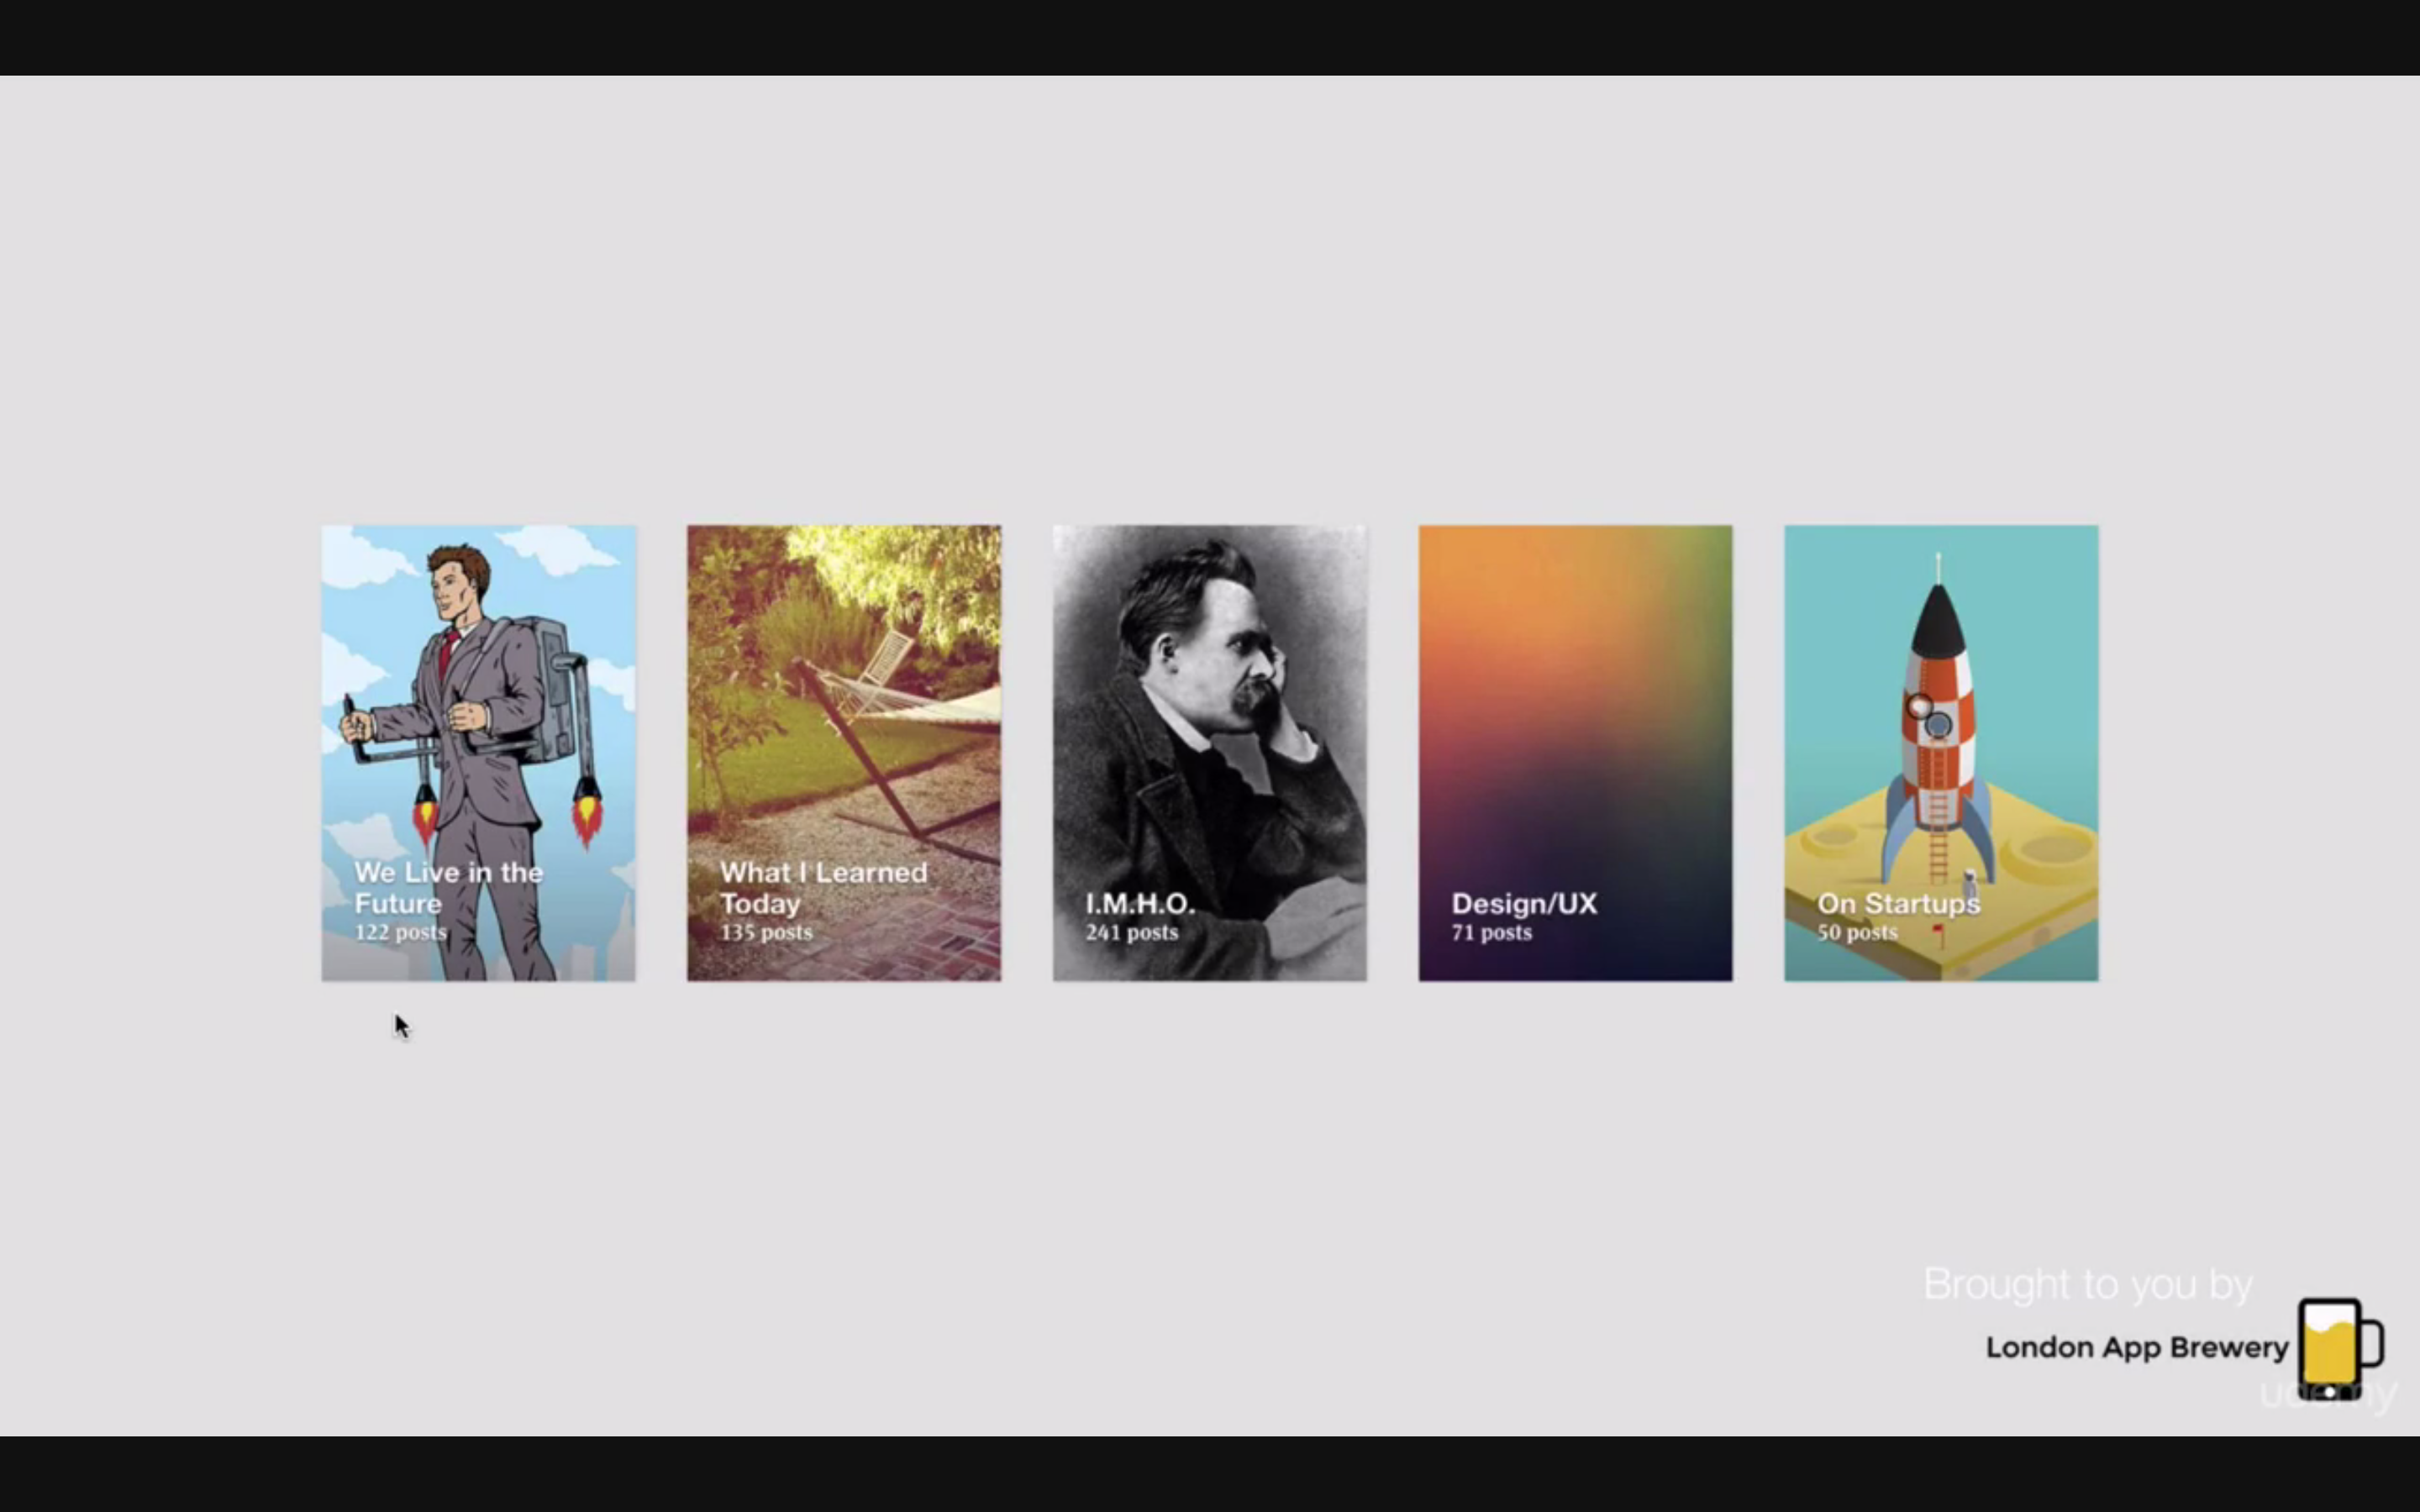 We Live in the
Future
122 posts
What I Learned
Today
135 posts
I.M.H.O.
241 posts
Design/UX
71 posts
On Startups
50 posts
Brought to you by
London App Brewery
udemy